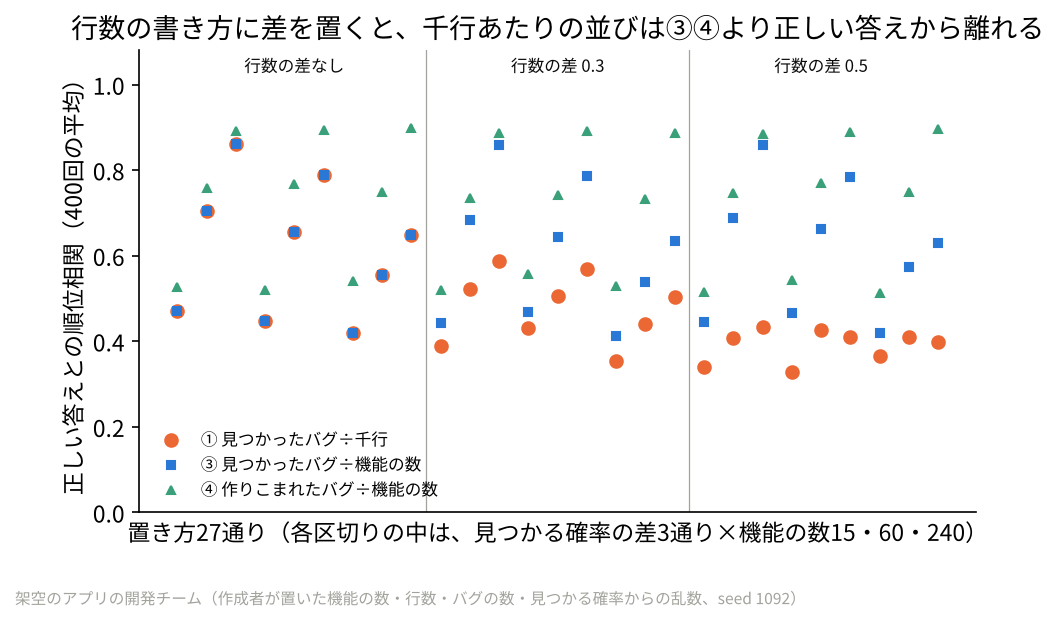 行数の書き方に差を置くと、千行あたりの並びは③④より正しい答えから離れる
行数の差なし
行数の差 0.3
行数の差 0.5
正しい答えとの順位相関（400回の平均）
1.0
0.8
0.6
0.4
0.2
0.0
① 見つかったバグ÷千行
③ 見つかったバグ÷機能の数
④ 作りこまれたバグ÷機能の数
置き方27通り（各区切りの中は、見つかる確率の差3通り×機能の数15・60・240）
架空のアプリの開発チーム（作成者が置いた機能の数・行数・バグの数・見つかる確率からの乱数、seed 1092）